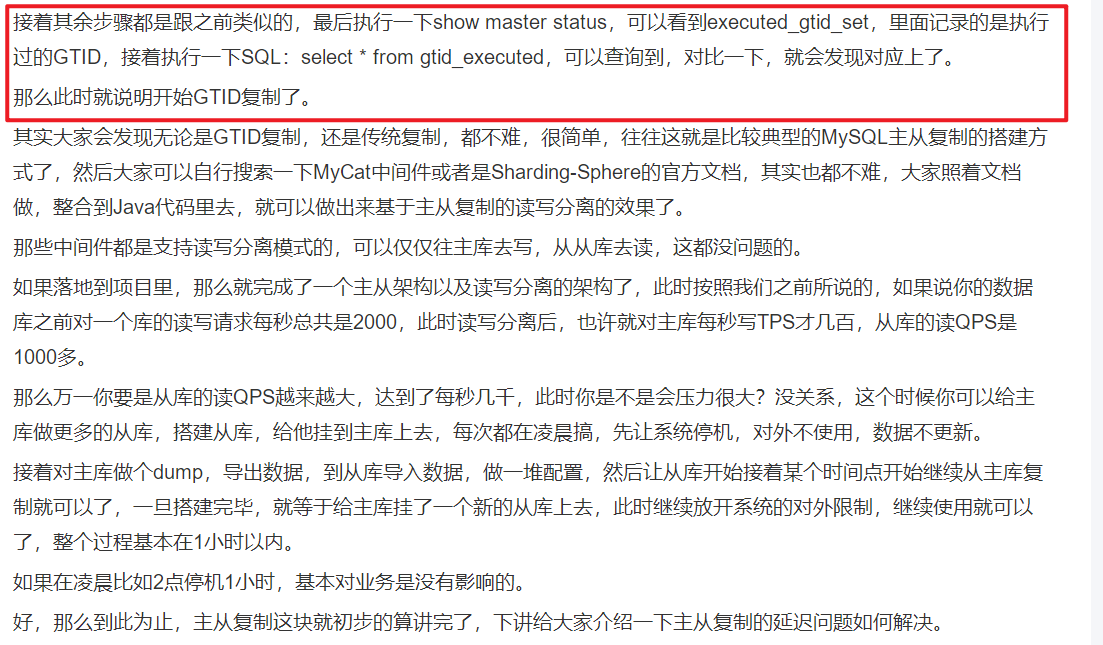 接着其余步骤都是跟之前类似的，最后执行一下show master status，可以看到executed_gtid_set，里面记录的是执行
过的GTID，接着执行一下SQL：select * from gtid_executed，可以查询到，对比一下，就会发现对应上了。
那么此时就说明开始GTID复制了。
其实大家会发现无论是GTID复制，还是传统复制，都不难，很简单，往往这就是比较典型的MySQL主从复制的搭建方
式了，然后大家可以自行搜索一下MyCat中间件或者是Sharding-Sphere的官方文档，其实也都不难，大家照着文档
做，整合到Java代码里去，就可以做出来基于主从复制的读写分离的效果了。
那些中间件都是支持读写分离模式的，可以仅仅往主库去写，从从库去读，这都没问题的。
如果落地到项目里，那么就完成了一个主从架构以及读写分离的架构了，此时按照我们之前所说的，如果说你的数据
库之前对一个库的读写请求每秒总共是2000，此时读写分离后，也许就对主库每秒写TPS才几百，从库的读QPS是
1000多。
那么万一你要是从库的读QPS越来越大，达到了每秒几千，此时你是不是会压力很大？没关系，这个时候你可以给主
库做更多的从库，搭建从库，给他挂到主库上去，每次都在凌晨搞，先让系统停机，对外不使用，数据不更新。
接着对主库做个dump，导出数据，到从库导入数据，做一堆配置，然后让从库开始接着某个时间点开始继续从主库复
制就可以了，一旦搭建完毕，就等于给主库挂了一个新的从库上去，此时继续放开系统的对外限制，继续使用就可以
了，整个过程基本在1小时以内。
如果在凌晨比如2点停机1小时，基本对业务是没有影响的。
好，那么到此为止，主从复制这块就初步的算讲完了，下讲给大家介绍一下主从复制的延迟问题如何解决。